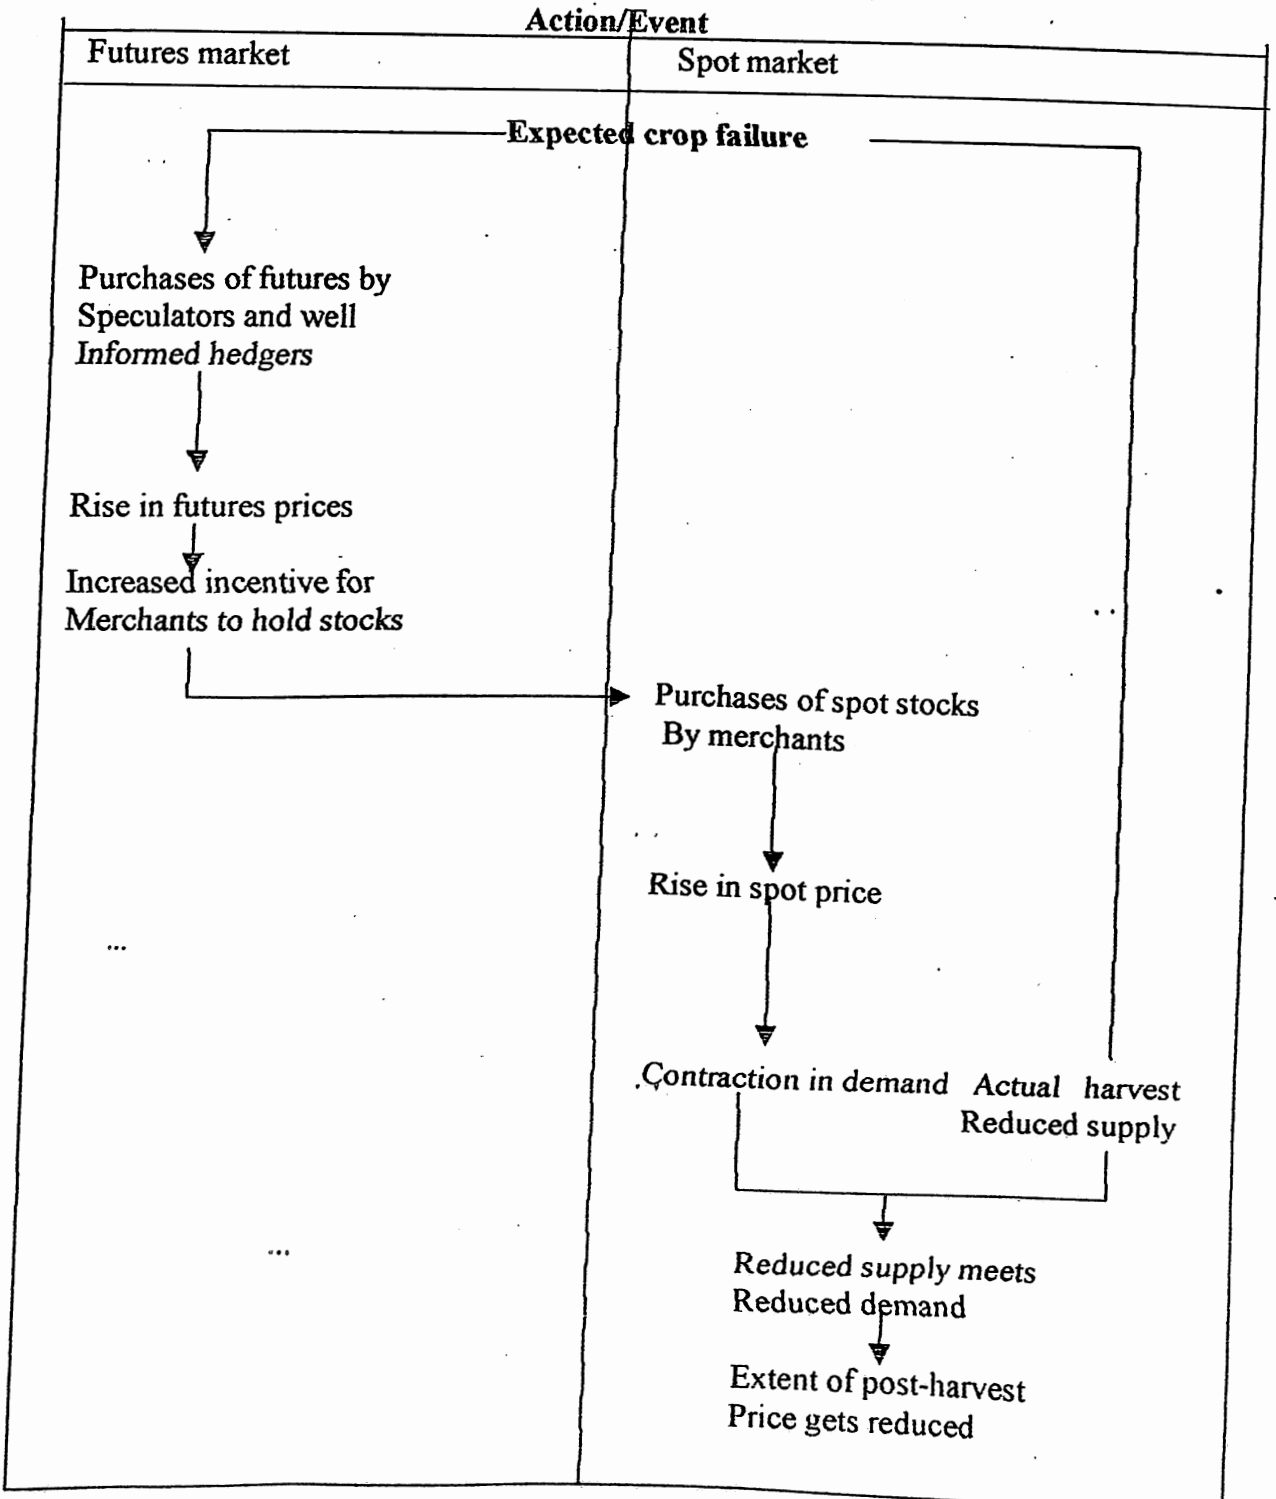 Action/Event
Futures market
Spot market
Expected crop failure
Purchases of futures by
Speculators and well
Informed hedgers
Rise in futures prices
Increased incentive for
Merchants to hold stocks
Purchases of spot stocks
By merchants
Rise in spot price
Contraction in demand Actual harvest
Reduced supply
Reduced supply meets
Reduced demand
Extent of post-harvest
Price gets reduced